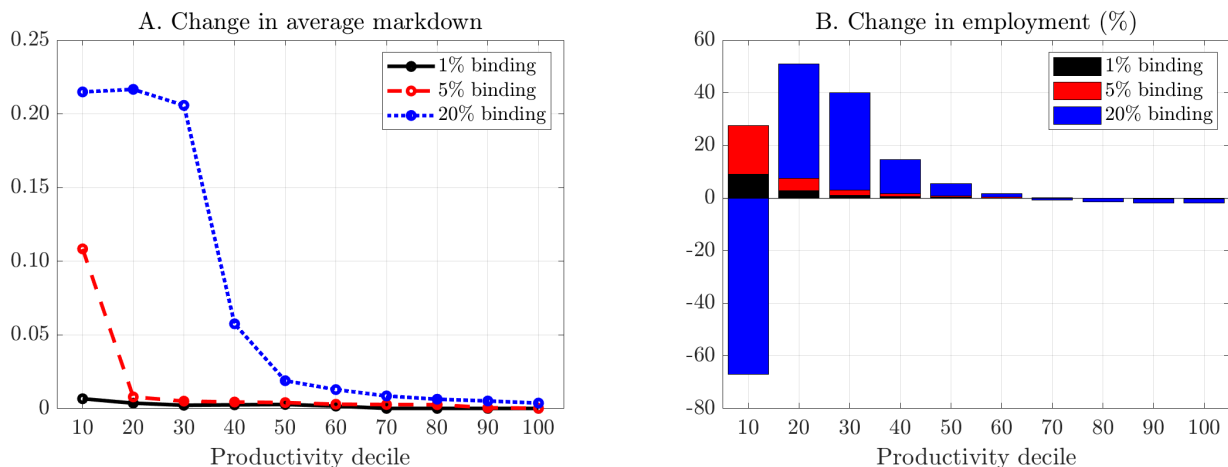 A. Change in average markdown
0.25
0.20
0.15
0.10
0.05
0
1% binding
5% binding
20% binding
10 20 30 40 50 60 70 80 90 100
Productivity decile
B. Change in employment (%)
60
40
20
0
-20
-40
-60
-80
1% binding
5% binding
20% binding
10 20 30 40 50 60 70 80 90 100
Productivity decile